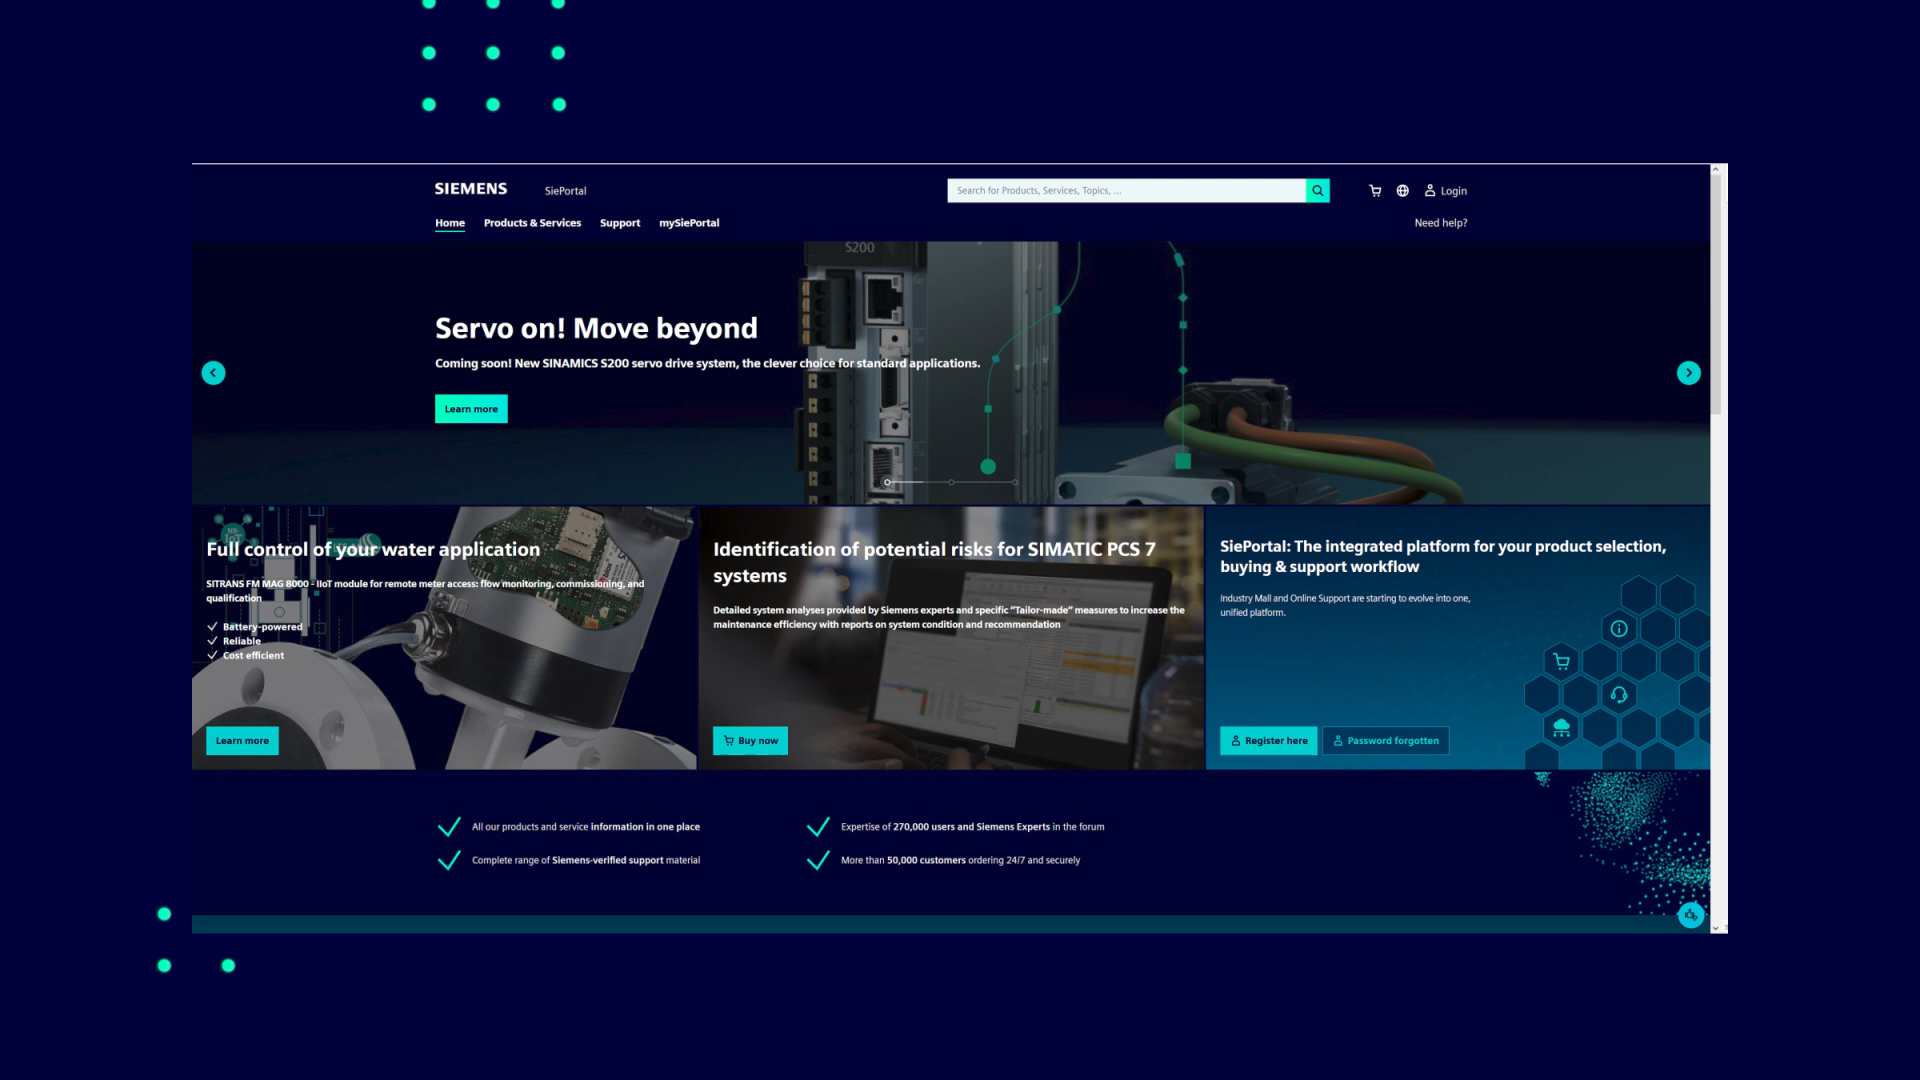 SIEMENS
SiePortal
Search for Products, Services, Topics, ...
Login
Home
Products & Services
Support
mySiePortal
Need help?
S200
Servo on! Move beyond
Coming soon! New SINAMICS S200 servo drive system, the clever choice for standard applications.
Learn more
Full control of your water application
SITRANS FM MAG 8000 - IIoT module for remote meter access: flow monitoring, commissioning, and
qualification
Battery-powered
Reliable
Cost efficient
Learn more
Identification of potential risks for SIMATIC PCS 7
systems
Detailed system analyses provided by Siemens experts and specific “Tailor-made” measures to increase the
maintenance efficiency with reports on system condition and recommendation
Buy now
SiePortal: The integrated platform for your product selection,
buying & support workflow
Industry Mall and Online Support are starting to evolve into one,
unified platform.
Register here
Password forgotten
All our products and service information in one place
Complete range of Siemens-verified support material
Expertise of 270,000 users and Siemens Experts in the forum
More than 50,000 customers ordering 24/7 and securely